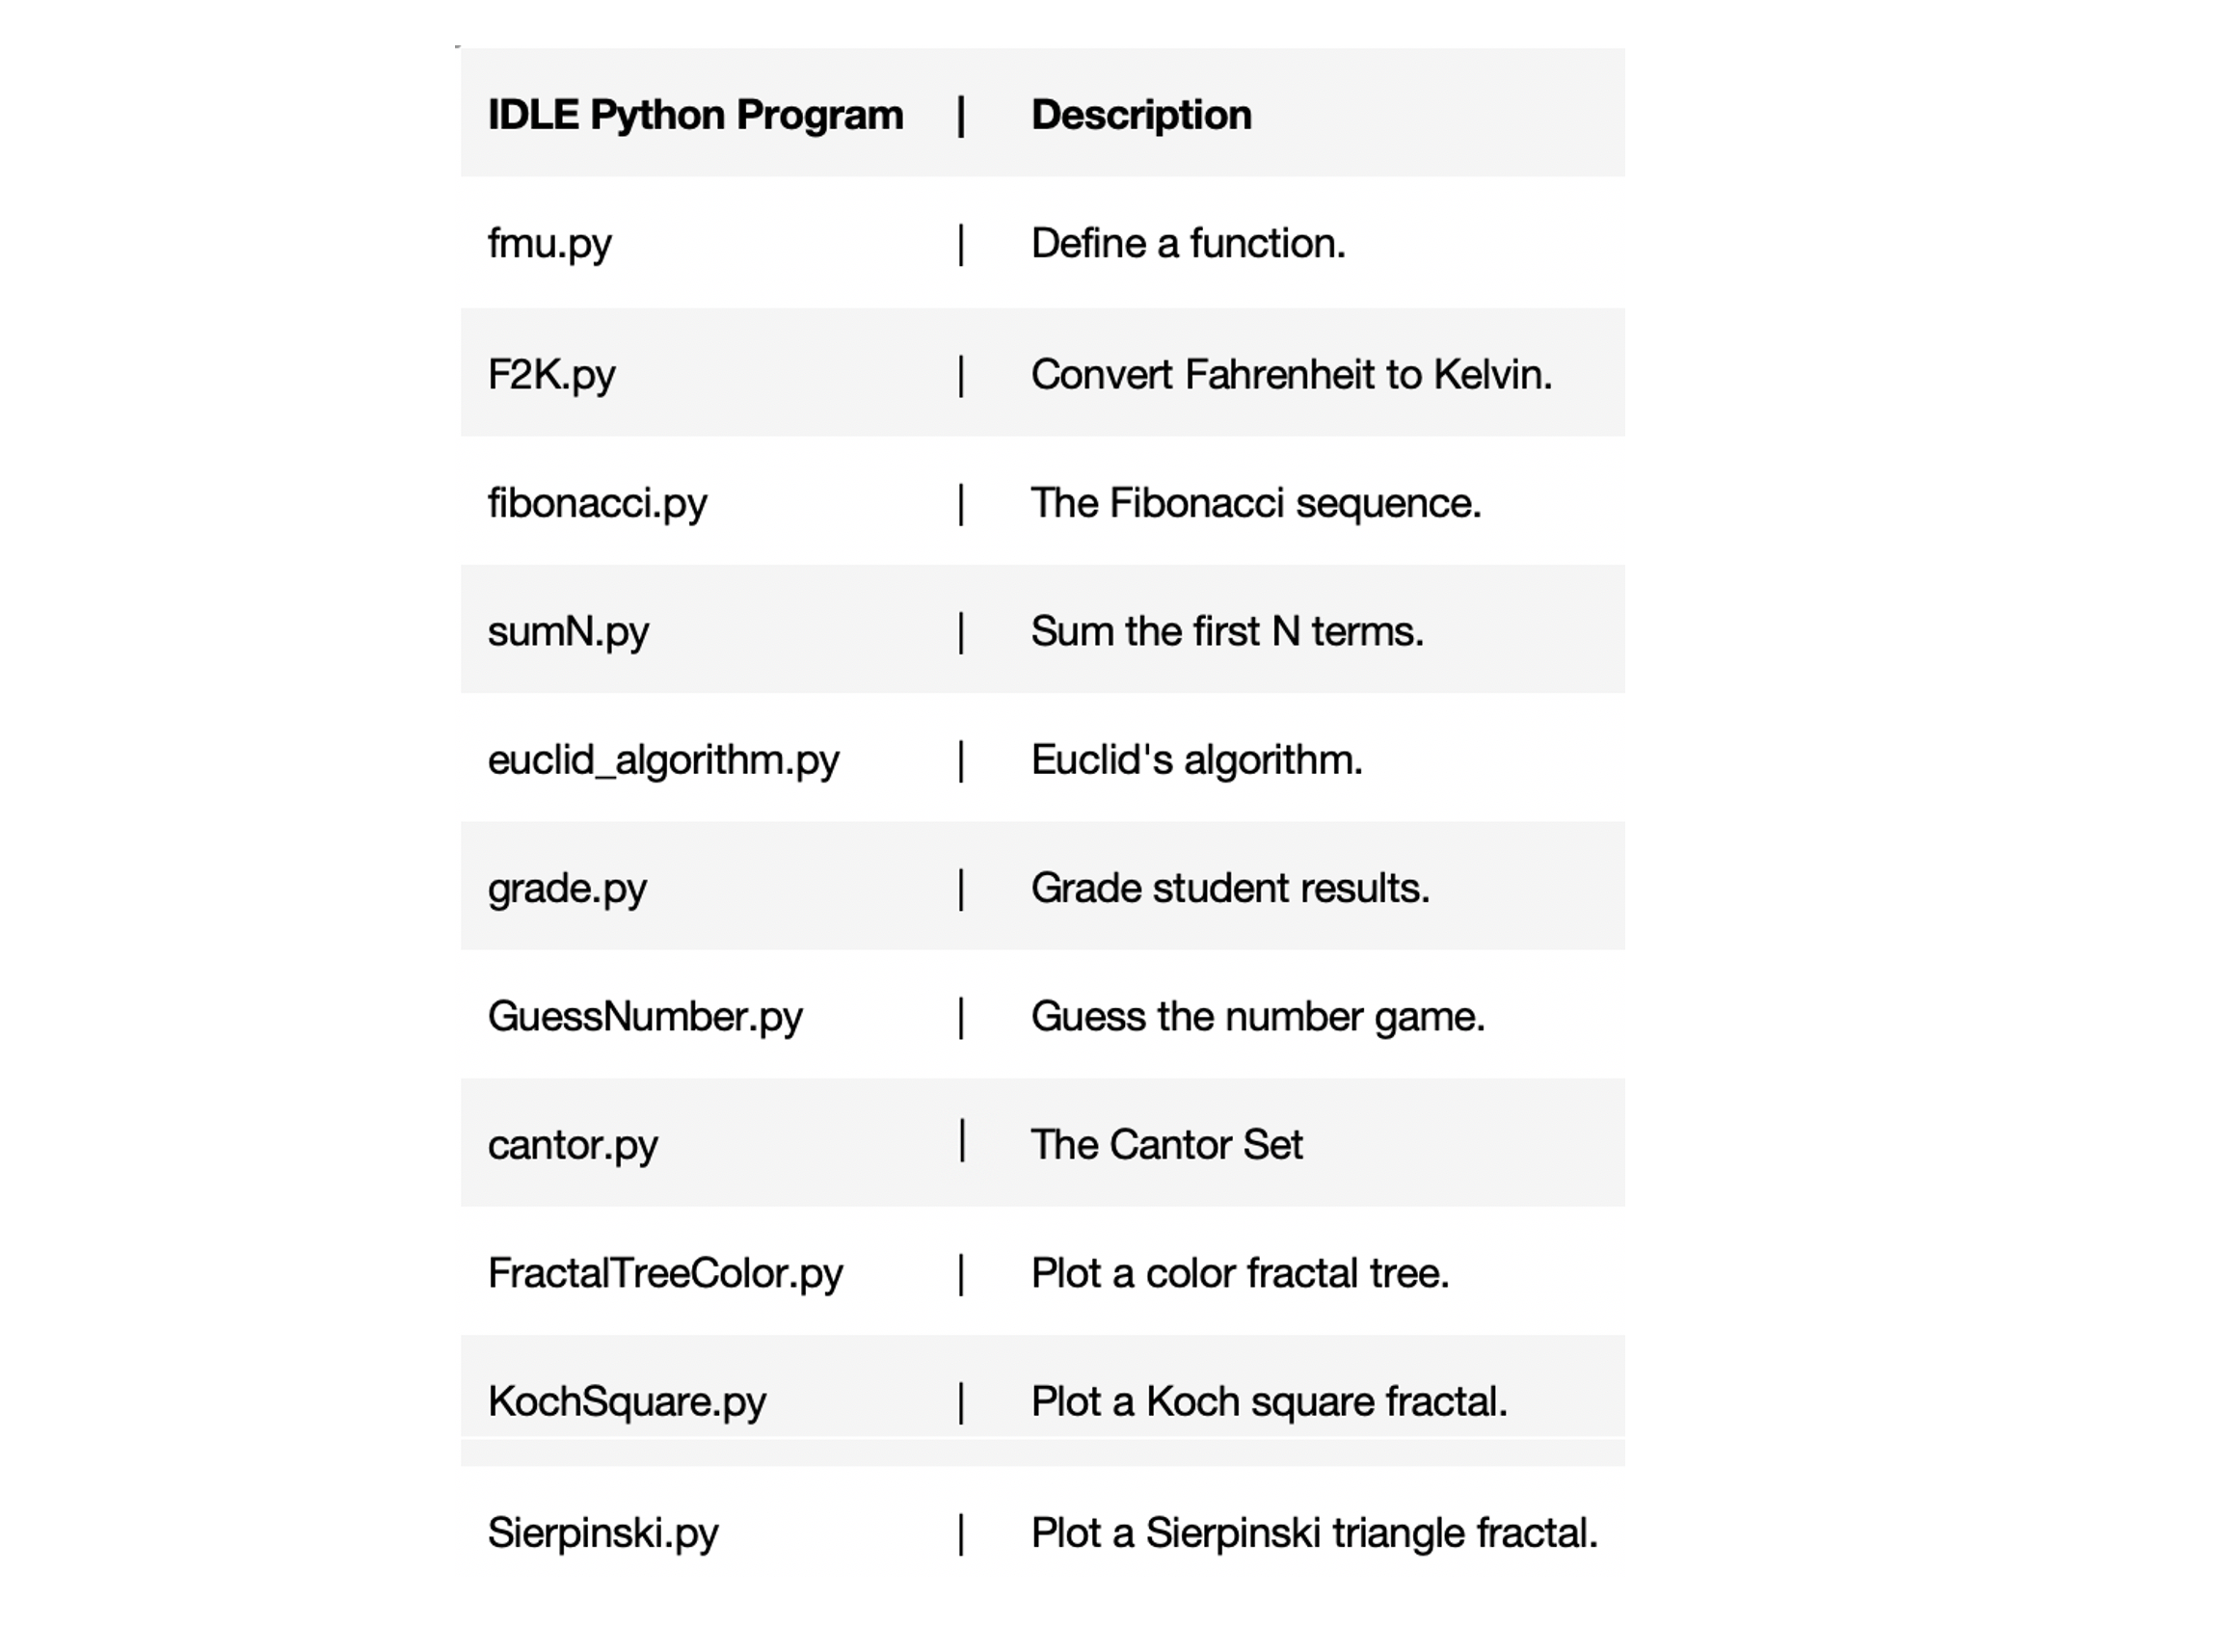 IDLE Python Program | Description
fmu.py | Define a function.
F2K.py | Convert Fahrenheit to Kelvin.
fibonacci.py | The Fibonacci sequence.
sumN.py | Sum the first N terms.
euclid_algorithm.py | Euclid's algorithm.
grade.py | Grade student results.
GuessNumber.py | Guess the number game.
cantor.py | The Cantor Set
FractalTreeColor.py | Plot a color fractal tree.
KochSquare.py | Plot a Koch square fractal.
Sierpinski.py | Plot a Sierpinski triangle fractal.